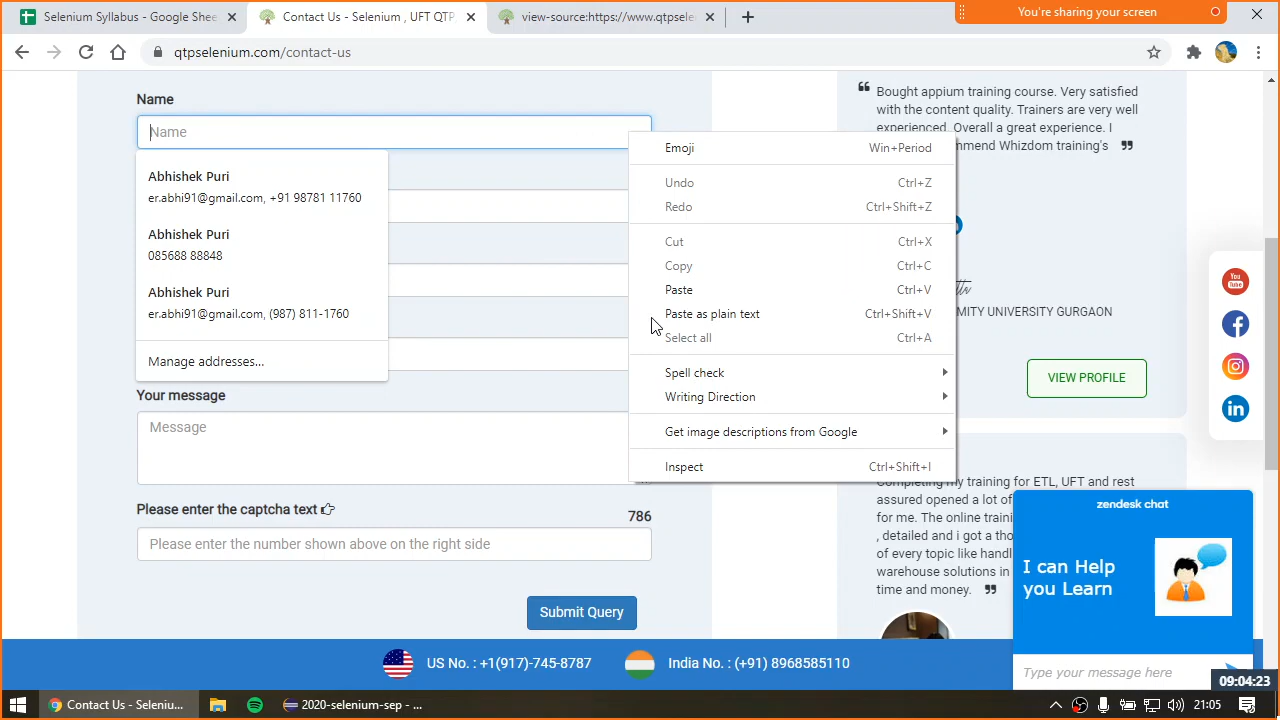 Selenium Syllabus - Google Shee
Contact Us - Selenium , UFT QTP
view-source:https://www.qtpsele
You're sharing your screen
qtpselenium.com/contact-us
Name
Name
Abhishek Puri
er.abhi91@gmail.com, +91 98781 11760
Abhishek Puri
085688 88848
Abhishek Puri
er.abhi91@gmail.com, (987) 811-1760
Manage addresses...
Your message
Message
Please enter the captcha text
786
Please enter the number shown above on the right side
Submit Query
Emoji Win+Period
Undo Ctrl+Z
Redo Ctrl+Shift+Z
Cut Ctrl+X
Copy Ctrl+C
Paste Ctrl+V
Paste as plain text Ctrl+Shift+V
Select all Ctrl+A
Spell check
Writing Direction
Get image descriptions from Google
Inspect Ctrl+Shift+I
Bought appium training course. Very satisfied
with the content quality. Trainers are very well
experienced. Overall a great experience. I
mmend Whizdom training's
MITY UNIVERSITY GURGAON
VIEW PROFILE
Completing my training for ETL, UFT and rest
assured opened a lot of
for me. The online traini
, detailed and i got a tho
of every topic like handl
warehouse solutions in
time and money.
You
Tube
zendesk chat
I can Help
you Learn
Type your message here
US No. : +1(917)-745-8787
India No. : (+91) 8968585110
09:04:23
Contact Us - Seleniu...
2020-selenium-sep - ...
21:05